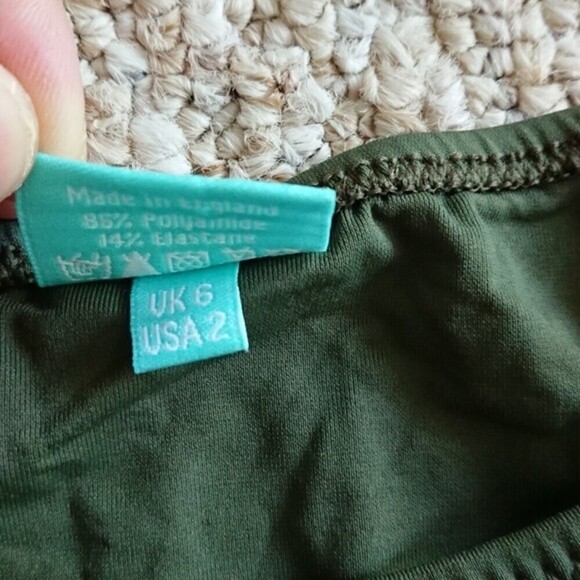 Made in England
86% Polyamide
14% Elastane
UK 6
USA 2